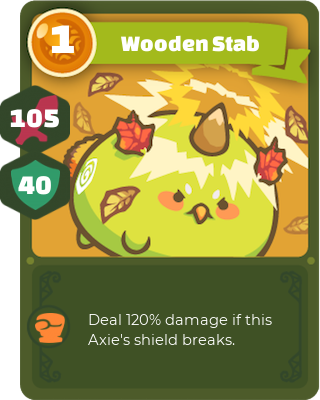 1
Wooden Stab
105
40
Deal 120% damage if this
Axie's shield breaks.